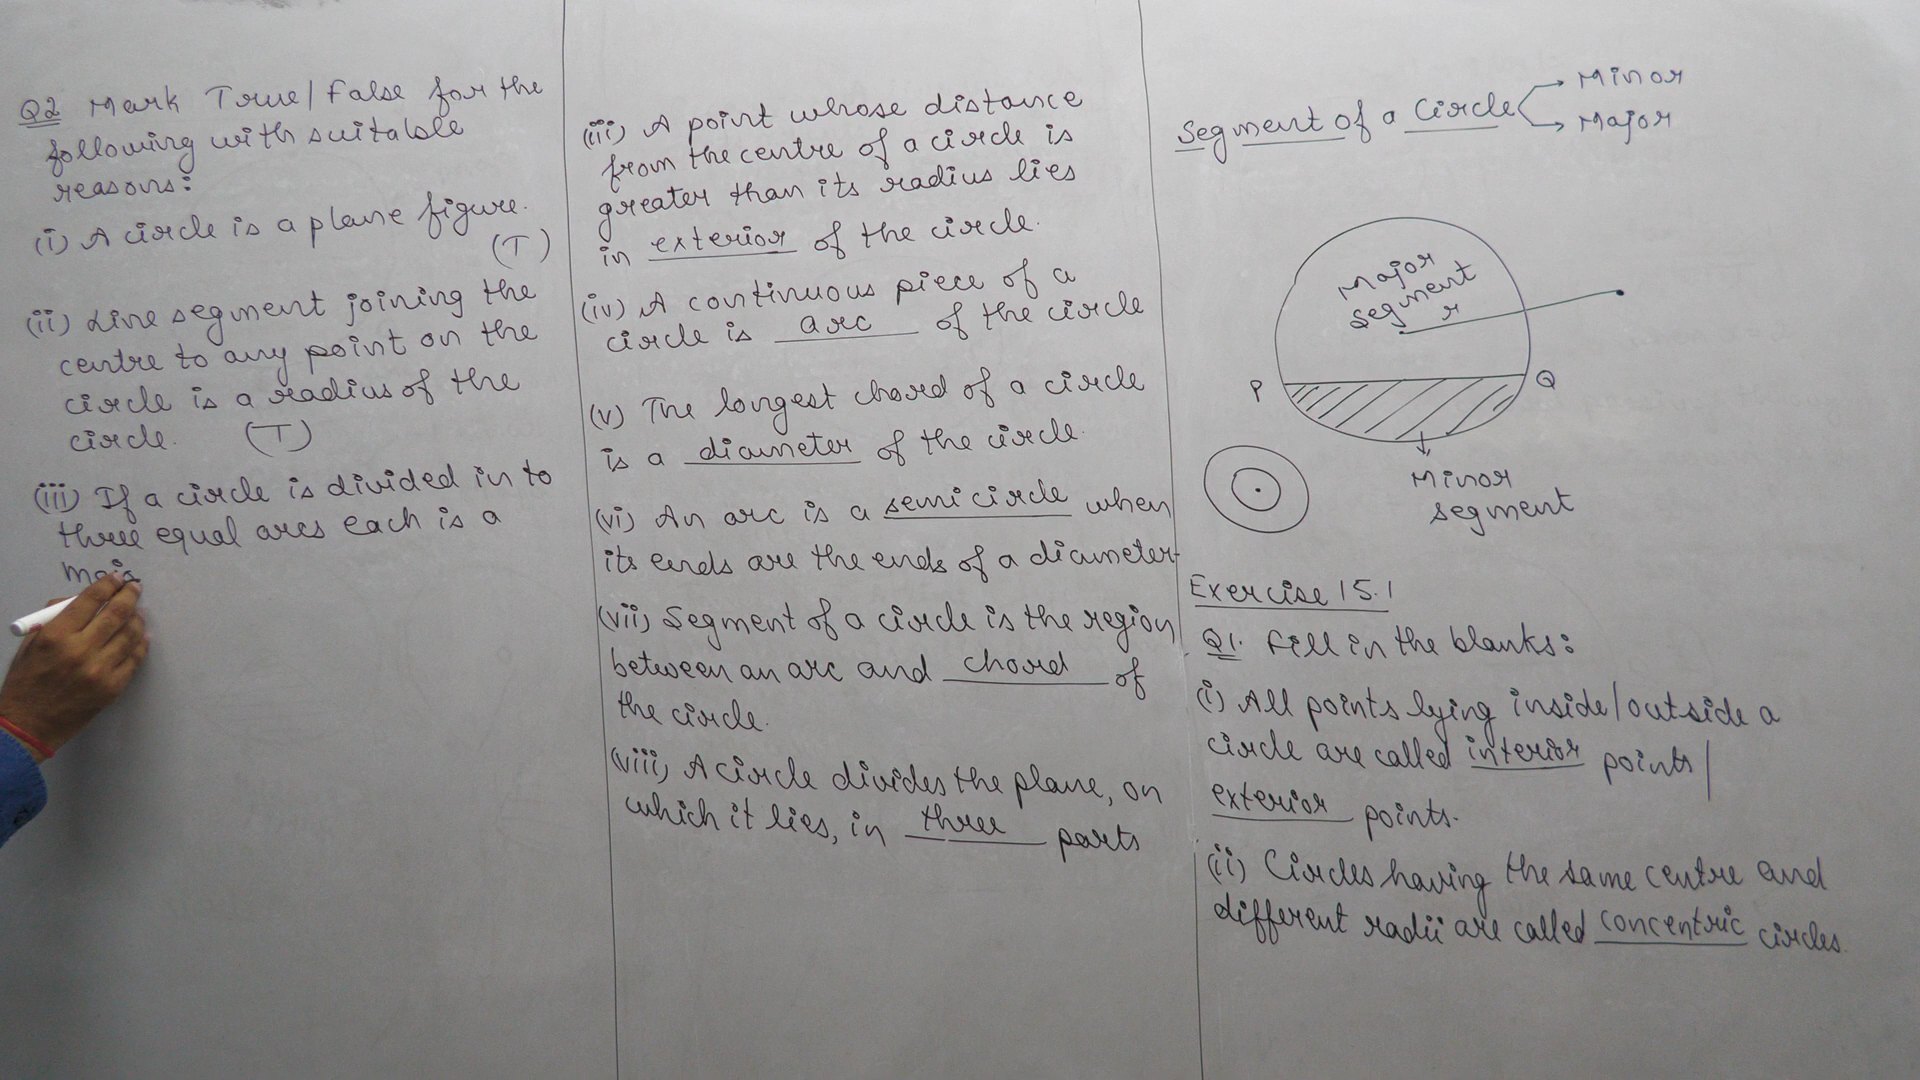 Q2 Mark True/False for the
following with suitable
reasons:
(i) A circle is a plane figure.
(T)
(ii) Line segment joining the
centre to any point on the
circle is a radius of the
circle. (T)
(iii) If a circle is divided in to
three equal arcs each is a
(iii) A point whose distance
from the centre of a circle is
greater than its radius lies
in exterior of the circle.
(iv) A continuous piece of a
circle is arc of the circle
(v) The longest chord of a circle
is a diameter of the circle.
(vi) An arc is a semicircle when
its ends are the ends of a diameter
(vii) Segment of a circle is the region
between an arc and chord of
the circle.
(viii) A circle divides the plane, on
which it lies, in three parts
Segment of a Circle
Minor
Major
Major
segment
r
P
Q
Minor
segment
Exercise 15.1
Q1. Fill in the blanks:
(i) All points lying inside/outside a
circle are called interior points/
exterior points.
(ii) Circles having the same centre and
different radii are called concentric circles.